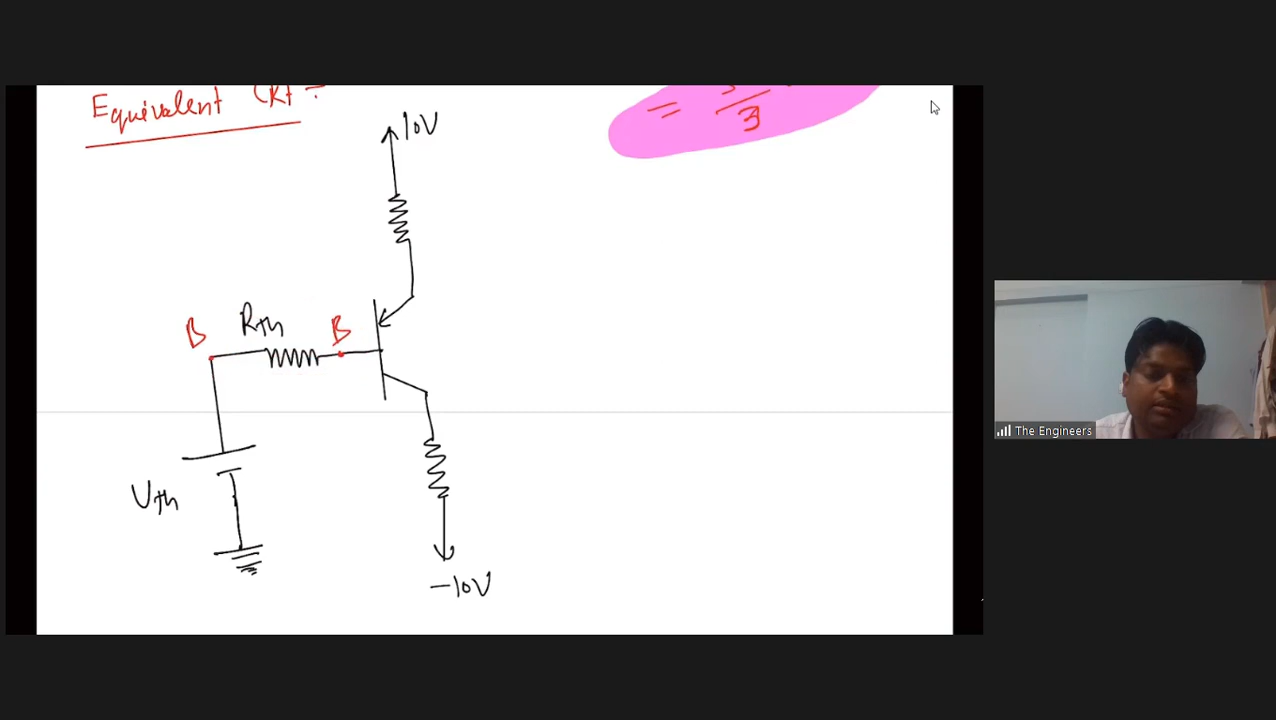 Equivalent CKt :-
= 3
10V
B Rth B
Vth
-10V
The Engineers